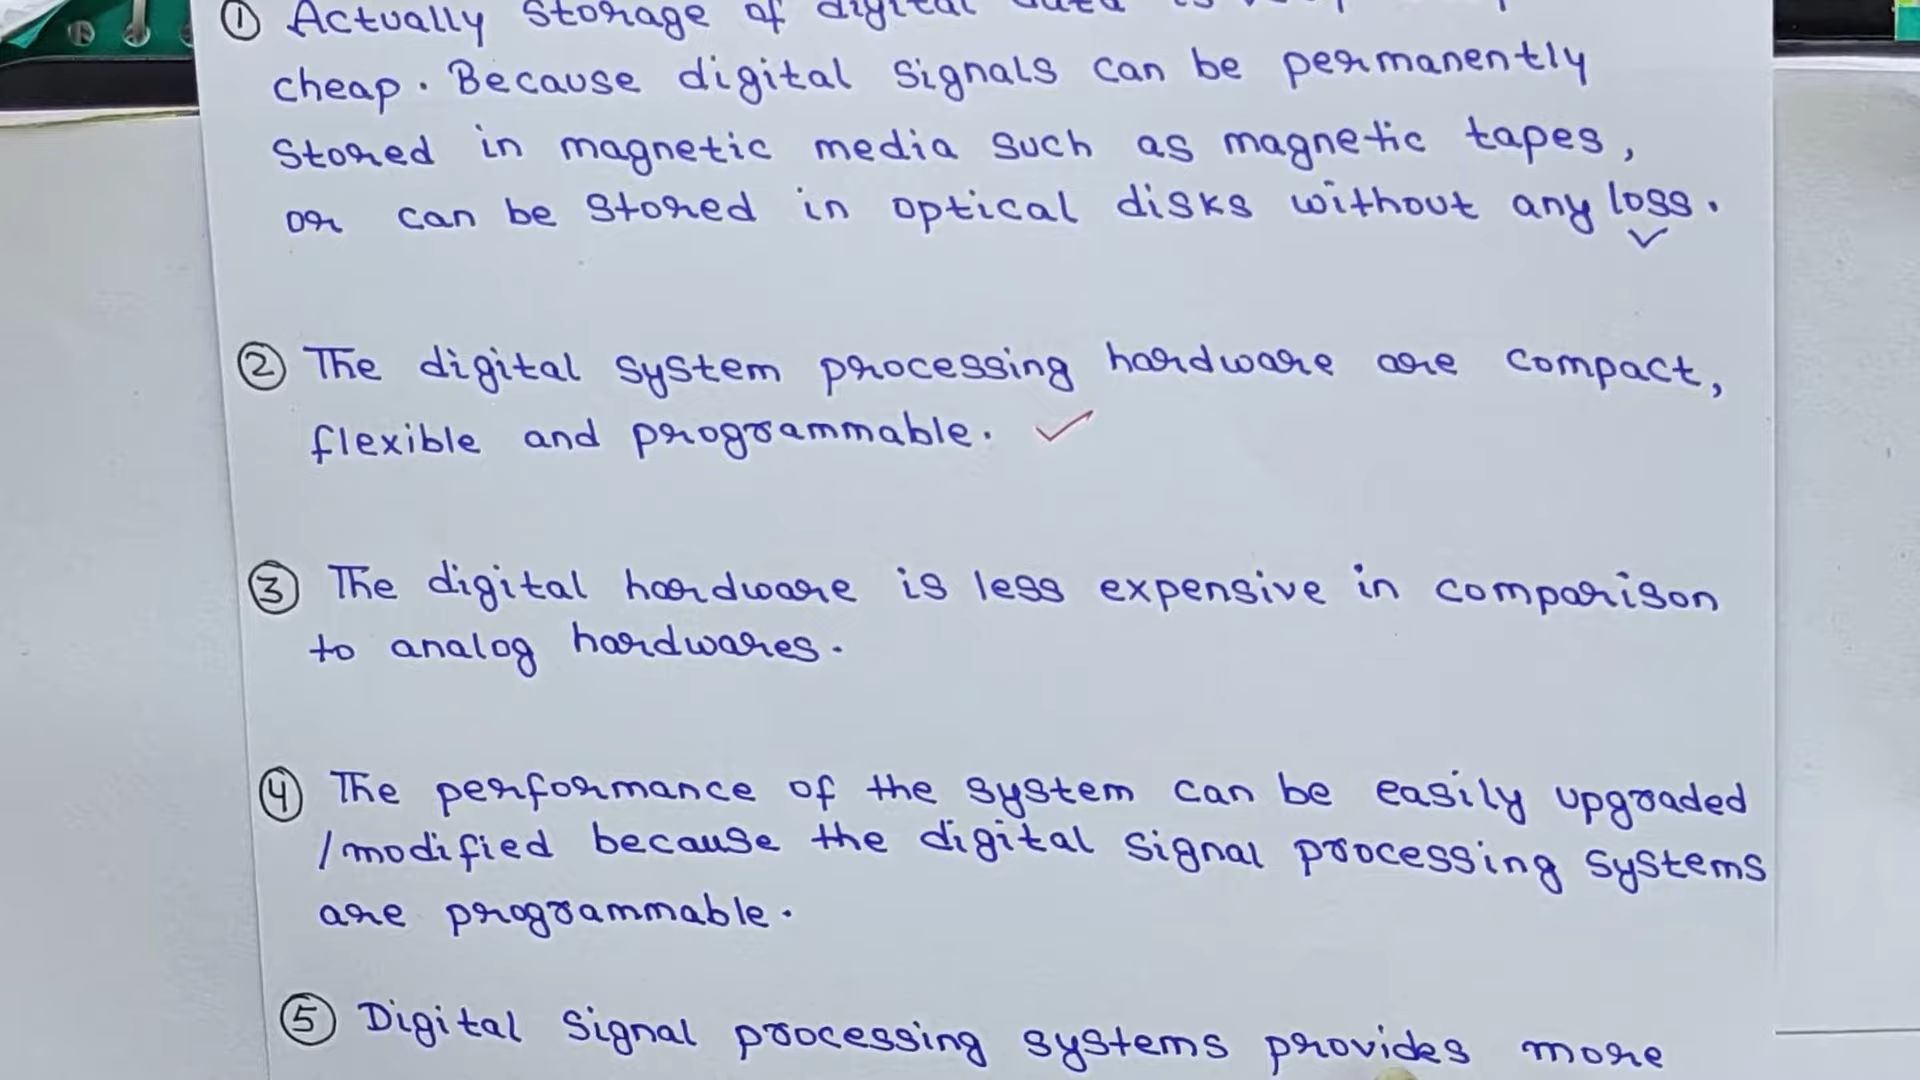 ① Actually storage of digital data is
cheap. Because digital signals can be permanently
stored in magnetic media such as magnetic tapes,
or can be stored in optical disks without any loss.
② The digital system processing hardware are compact,
flexible and programmable.
③ The digital hardware is less expensive in comparison
to analog hardwares.
④ The performance of the system can be easily upgraded
/modified because the digital signal processing systems
are programmable.
⑤ Digital signal processing systems provides more